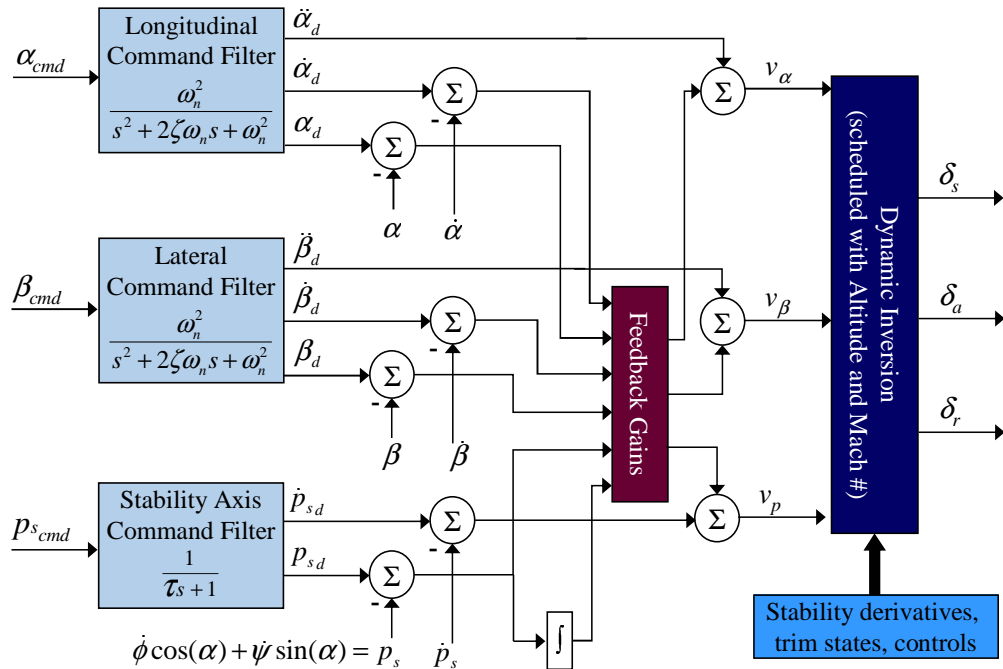 α_cmd
Longitudinal
Command Filter
ω_n^2
s^2 + 2ζω_n s + ω_n^2
α̈_d
α̇_d
α_d
Σ
-
Σ
-
α
α̇
Σ
v_α
β_cmd
Lateral
Command Filter
ω_n^2
s^2 + 2ζω_n s + ω_n^2
β̈_d
β̇_d
β_d
Σ
-
Σ
-
β
β̇
Feedback Gains
Σ
v_β
p_s_cmd
Stability Axis
Command Filter
1
τs + 1
ṗ_s d
p_s d
Σ
-
Σ
-
φ̇ cos(α) + ψ̇ sin(α) = p_s
ṗ_s
∫
Σ
v_p
Dynamic Inversion
(scheduled with Altitude and Mach #)
δ_s
δ_a
δ_r
Stability derivatives,
trim states, controls